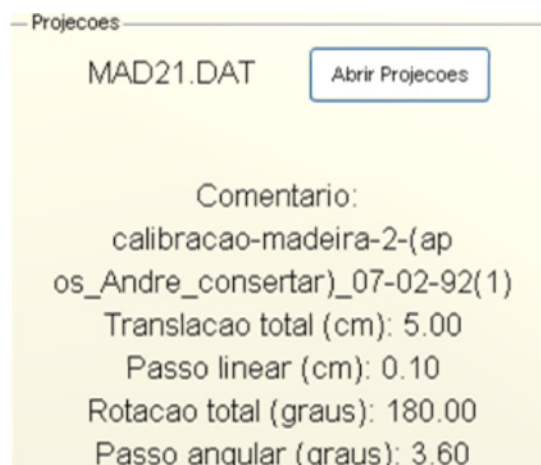 Projecoes
MAD21.DAT Abrir Projecoes
Comentario:
calibracao-madeira-2-(ap
os_Andre_consertar)_07-02-92(1)
Translacao total (cm): 5.00
Passo linear (cm): 0.10
Rotacao total (graus): 180.00
Passo angular (graus): 3.60